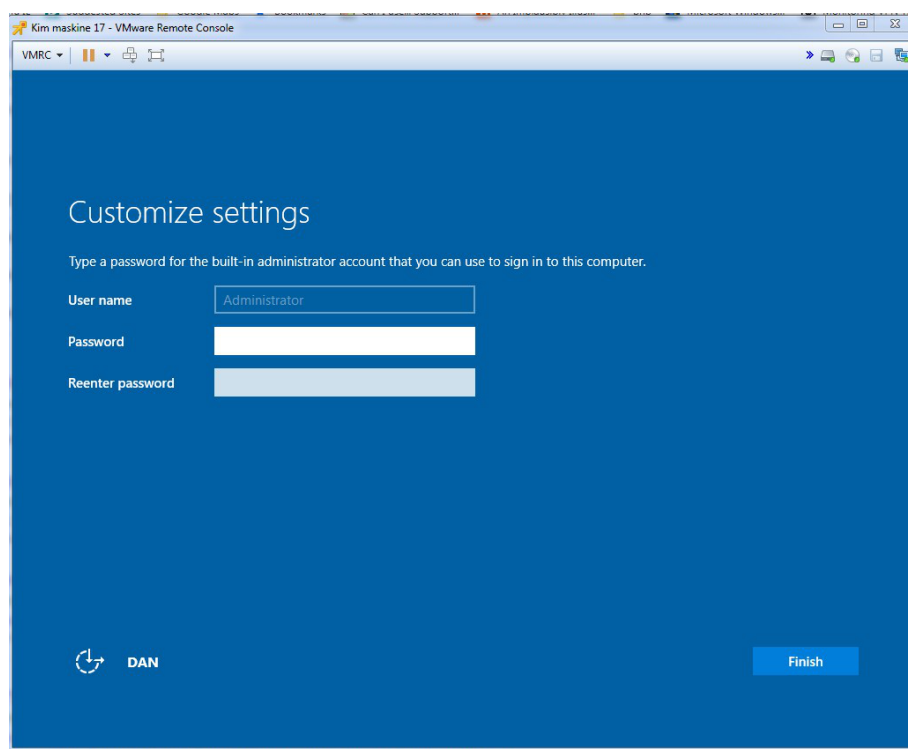 Kim maskine 17 - VMware Remote Console
VMRC
Customize settings
Type a password for the built-in administrator account that you can use to sign in to this computer.
User name
Administrator
Password
Reenter password
DAN
Finish